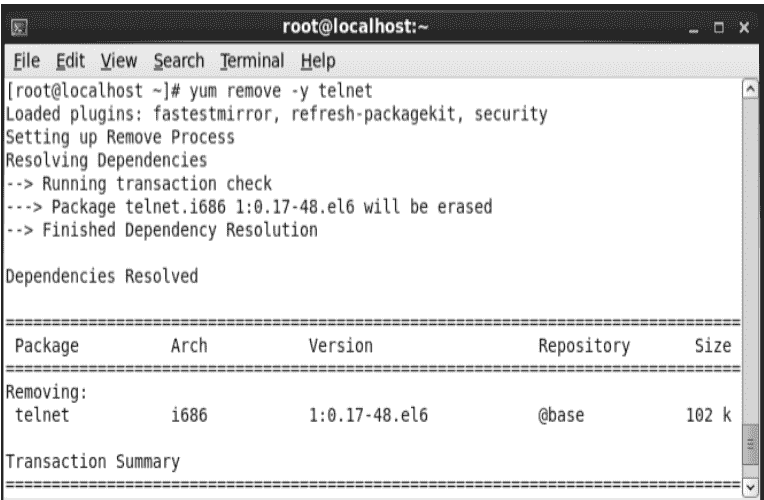 root@localhost:~
File Edit View Search Terminal Help
[root@localhost ~]# yum remove -y telnet
Loaded plugins: fastestmirror, refresh-packagekit, security
Setting up Remove Process
Resolving Dependencies
--> Running transaction check
---> Package telnet.i686 1:0.17-48.el6 will be erased
--> Finished Dependency Resolution

Dependencies Resolved

================================================================================
Package Arch Version Repository Size
================================================================================
Removing:
telnet i686 1:0.17-48.el6 @base 102 k

Transaction Summary
================================================================================